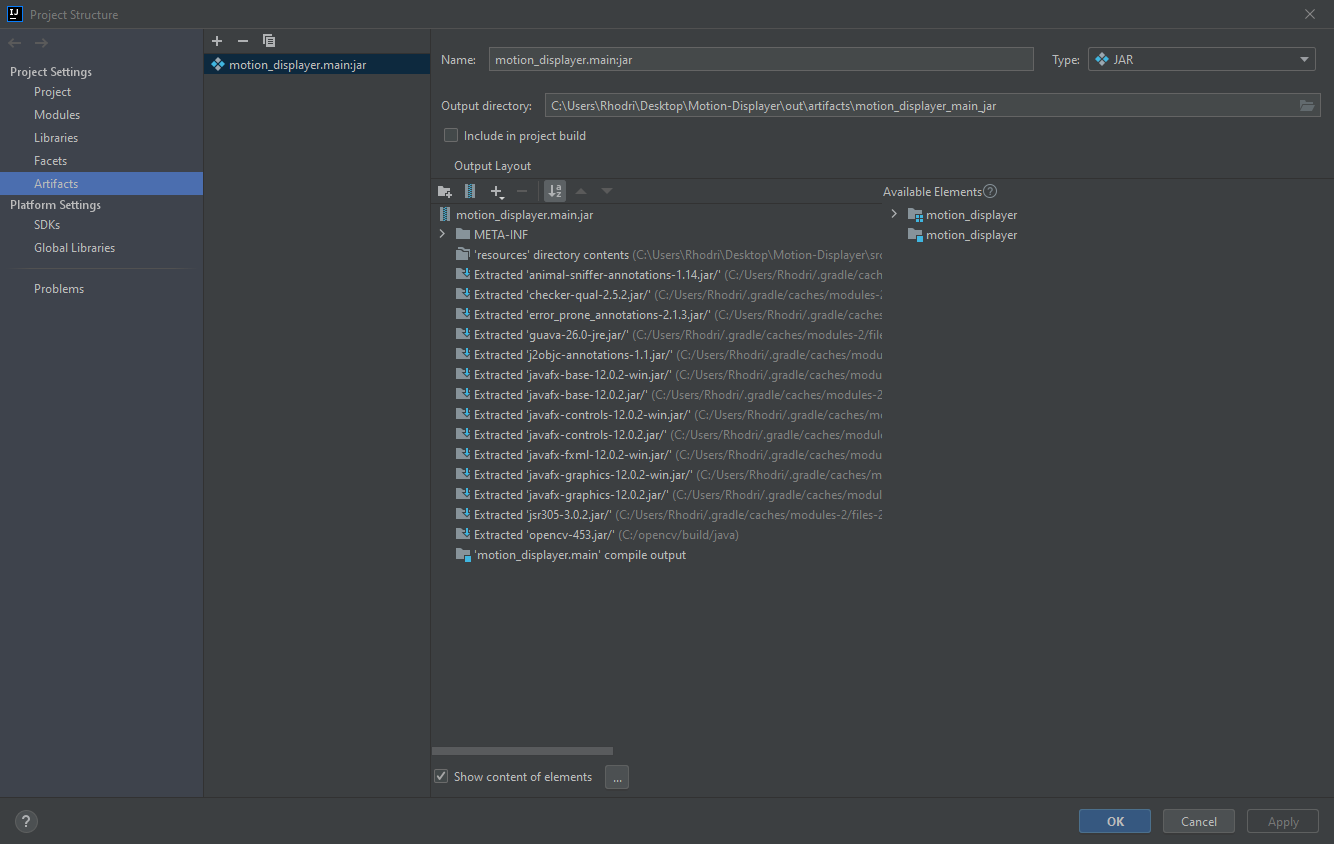 Project Structure
Project Settings
Project
Modules
Libraries
Facets
Artifacts
Platform Settings
SDKs
Global Libraries
Problems
motion_displayer.main:jar
Name: motion_displayer.main:jar Type: JAR
Output directory: C:\Users\Rhodri\Desktop\Motion-Displayer\out\artifacts\motion_displayer_main_jar
Include in project build
Output Layout
Available Elements
motion_displayer.main.jar
META-INF
'resources' directory contents (C:\Users\Rhodri\Desktop\Motion-Displayer\src
Extracted 'animal-sniffer-annotations-1.14.jar/' (C:/Users/Rhodri/.gradle/cach
Extracted 'checker-qual-2.5.2.jar/' (C:/Users/Rhodri/.gradle/caches/modules-2
Extracted 'error_prone_annotations-2.1.3.jar/' (C:/Users/Rhodri/.gradle/caches
Extracted 'guava-26.0-jre.jar/' (C:/Users/Rhodri/.gradle/caches/modules-2/file
Extracted 'j2objc-annotations-1.1.jar/' (C:/Users/Rhodri/.gradle/caches/modu
Extracted 'javafx-base-12.0.2-win.jar/' (C:/Users/Rhodri/.gradle/caches/modu
Extracted 'javafx-base-12.0.2.jar/' (C:/Users/Rhodri/.gradle/caches/modules-2
Extracted 'javafx-controls-12.0.2-win.jar/' (C:/Users/Rhodri/.gradle/caches/m
Extracted 'javafx-controls-12.0.2.jar/' (C:/Users/Rhodri/.gradle/caches/modul
Extracted 'javafx-fxml-12.0.2-win.jar/' (C:/Users/Rhodri/.gradle/caches/modu
Extracted 'javafx-graphics-12.0.2-win.jar/' (C:/Users/Rhodri/.gradle/caches/m
Extracted 'javafx-graphics-12.0.2.jar/' (C:/Users/Rhodri/.gradle/caches/modul
Extracted 'jsr305-3.0.2.jar/' (C:/Users/Rhodri/.gradle/caches/modules-2/files-2
Extracted 'opencv-453.jar/' (C:/opencv/build/java)
'motion_displayer.main' compile output
motion_displayer
motion_displayer
Show content of elements ...
? OK Cancel Apply